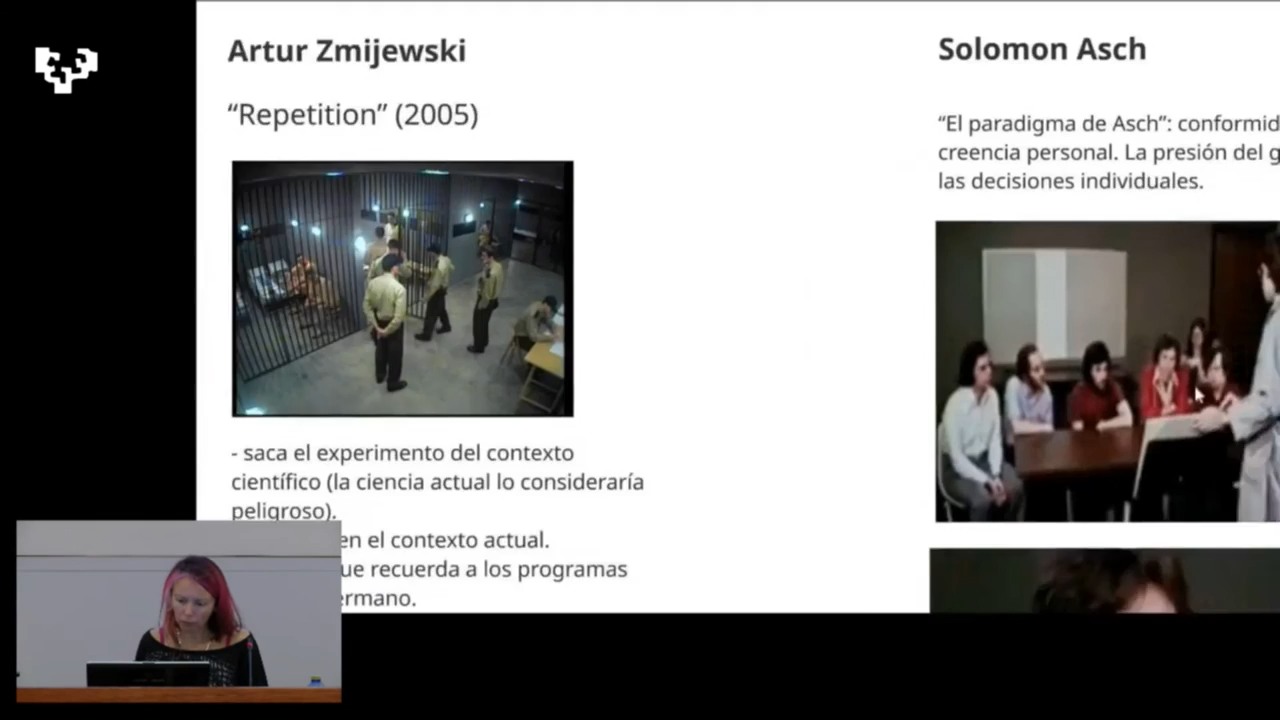 Artur Zmijewski
“Repetition” (2005)
- saca el experimento del contexto
científico (la ciencia actual lo consideraría
peligroso).
en el contexto actual.
ue recuerda a los programas
ermano.
Solomon Asch
“El paradigma de Asch”: conformid
creencia personal. La presión del g
las decisiones individuales.